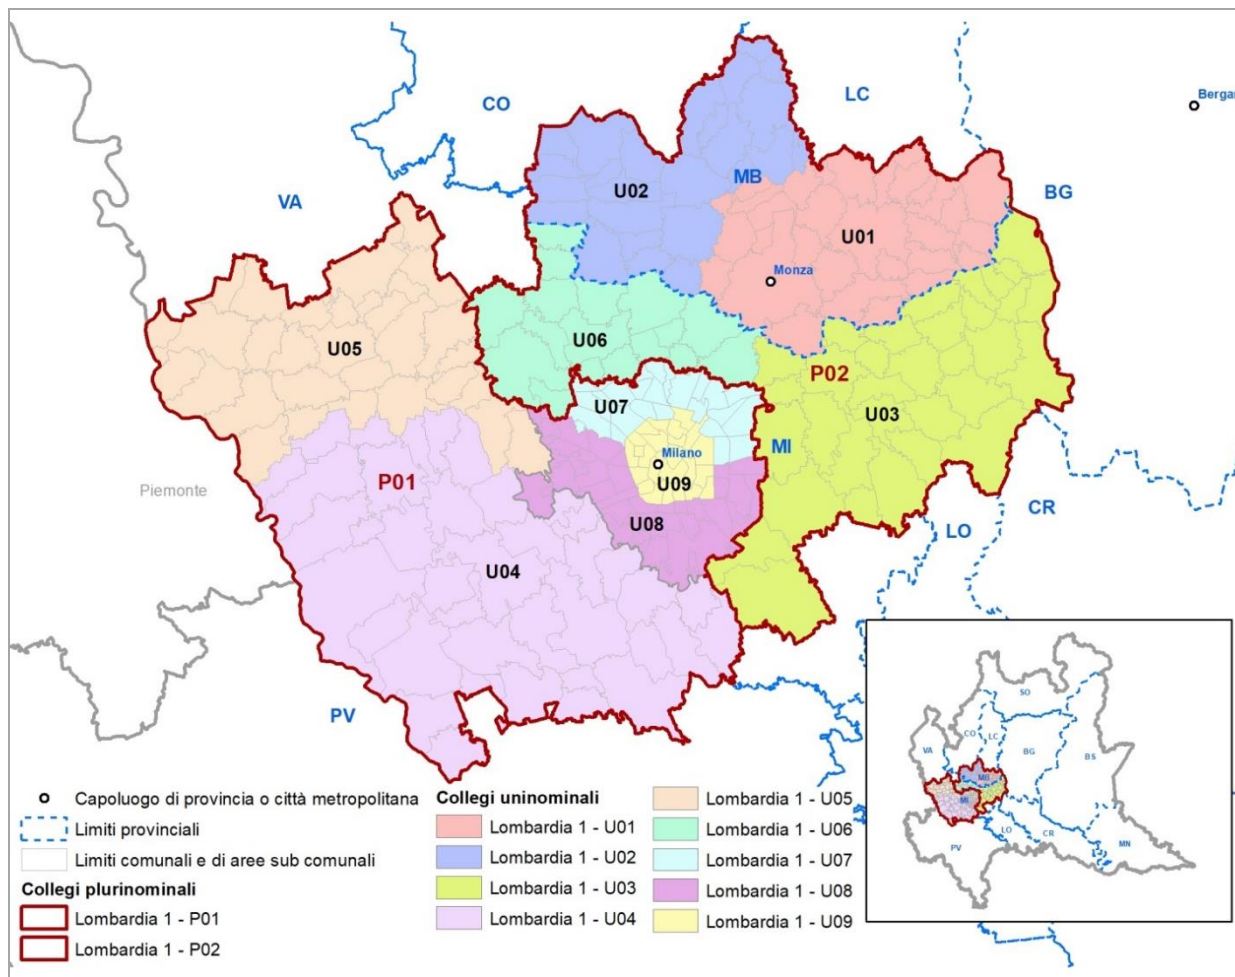 CO
LC
Bergar
VA
MB
BG
U02
U01
Monza
U05
U06
P02
U07
U03
Milano
MI
P01
Piemonte
U09
U08
CR
LO
U04
PV
SO
CO
LC
VA
BG
BS
MB
MI
LO
CR
PV
MN
Capoluogo di provincia o città metropolitana
Limiti provinciali
Limiti comunali e di aree sub comunali
Collegi plurinominali
Lombardia 1 - P01
Lombardia 1 - P02
Collegi uninominali
Lombardia 1 - U01
Lombardia 1 - U02
Lombardia 1 - U03
Lombardia 1 - U04
Lombardia 1 - U05
Lombardia 1 - U06
Lombardia 1 - U07
Lombardia 1 - U08
Lombardia 1 - U09